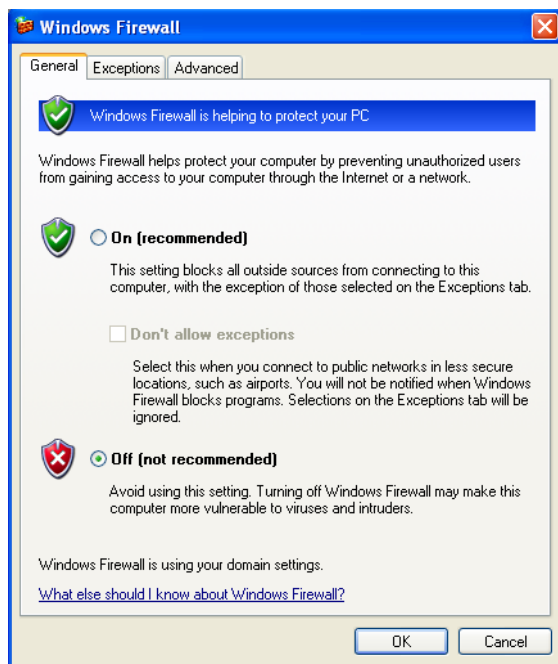 Windows Firewall
General Exceptions Advanced
Windows Firewall is helping to protect your PC
Windows Firewall helps protect your computer by preventing unauthorized users
from gaining access to your computer through the Internet or a network.
On (recommended)
This setting blocks all outside sources from connecting to this
computer, with the exception of those selected on the Exceptions tab.
Don't allow exceptions
Select this when you connect to public networks in less secure
locations, such as airports. You will not be notified when Windows
Firewall blocks programs. Selections on the Exceptions tab will be
ignored.
Off (not recommended)
Avoid using this setting. Turning off Windows Firewall may make this
computer more vulnerable to viruses and intruders.
Windows Firewall is using your domain settings.
What else should I know about Windows Firewall?
OK Cancel